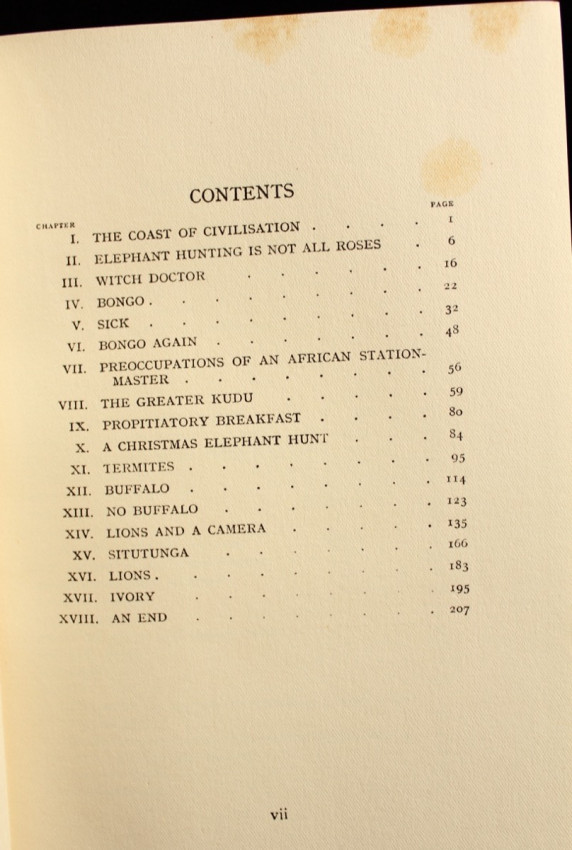 CONTENTS
CHAPTER PAGE
I. THE COAST OF CIVILISATION . . . . 1
II. ELEPHANT HUNTING IS NOT ALL ROSES . 6
III. WITCH DOCTOR . . . . . 16
IV. BONGO . . . . . . . . 22
V. SICK . . . . . . . . 32
VI. BONGO AGAIN . . . . . . 48
VII. PREOCCUPATIONS OF AN AFRICAN STATION-
MASTER . . . . . . . . 56
VIII. THE GREATER KUDU . . . . . 59
IX. PROPITIATORY BREAKFAST . . . . 80
X. A CHRISTMAS ELEPHANT HUNT . . . 84
XI. TERMITES . . . . . . . . 95
XII. BUFFALO . . . . . . . . 114
XIII. NO BUFFALO . . . . . . . 123
XIV. LIONS AND A CAMERA . . . . . 135
XV. SITUTUNGA . . . . . . . 166
XVI. LIONS . . . . . . . . 183
XVII. IVORY . . . . . . . . 195
XVIII. AN END . . . . . . . . 207
vii